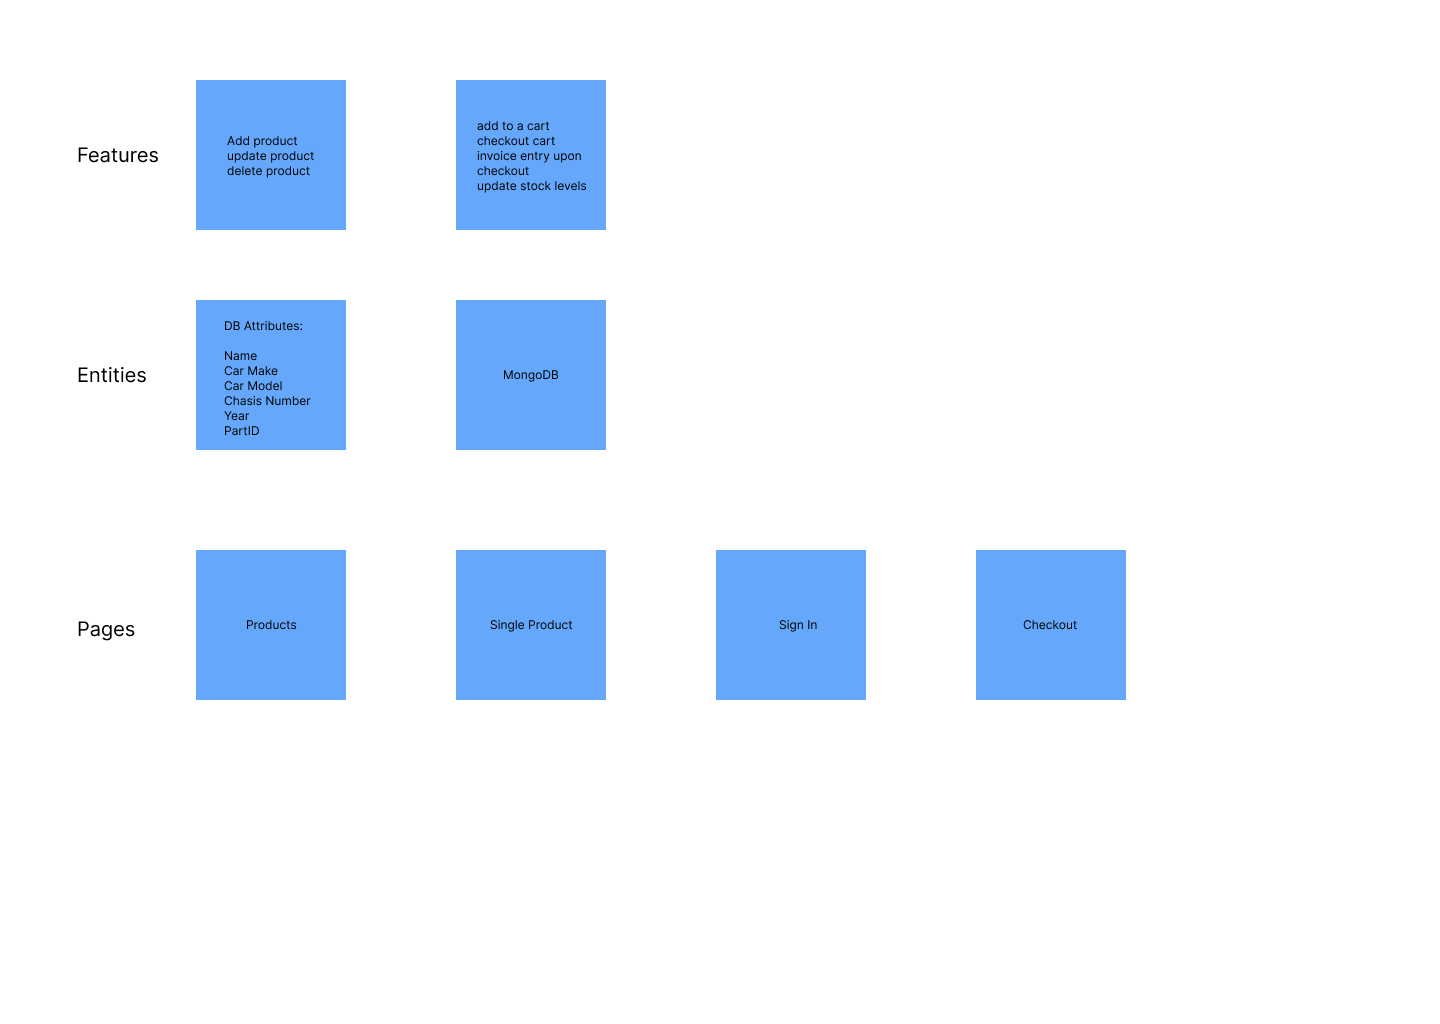 Features
Add product
update product
delete product
add to a cart
checkout cart
invoice entry upon
checkout
update stock levels
Entities
DB Attributes:
Name
Car Make
Car Model
Chasis Number
Year
PartID
MongoDB
Pages
Products
Single Product
Sign In
Checkout